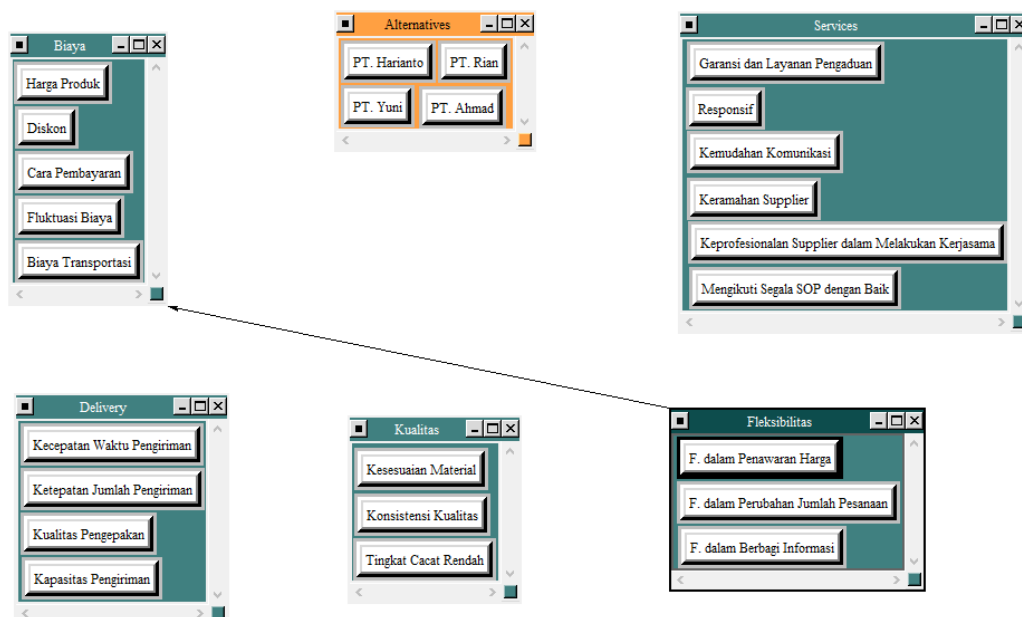 Biaya
Harga Produk
Diskon
Cara Pembayaran
Fluktuasi Biaya
Biaya Transportasi
Alternatives
PT. Harianto
PT. Rian
PT. Yuni
PT. Ahmad
Services
Garansi dan Layanan Pengaduan
Responsif
Kemudahan Komunikasi
Keramahan Supplier
Keprofesionalan Supplier dalam Melakukan Kerjasama
Mengikuti Segala SOP dengan Baik
Delivery
Kecepatan Waktu Pengiriman
Ketepatan Jumlah Pengiriman
Kualitas Pengepakan
Kapasitas Pengiriman
Kualitas
Kesesuaian Material
Konsistensi Kualitas
Tingkat Cacat Rendah
Fleksibilitas
F. dalam Penawaran Harga
F. dalam Perubahan Jumlah Pesanaan
F. dalam Berbagi Informasi